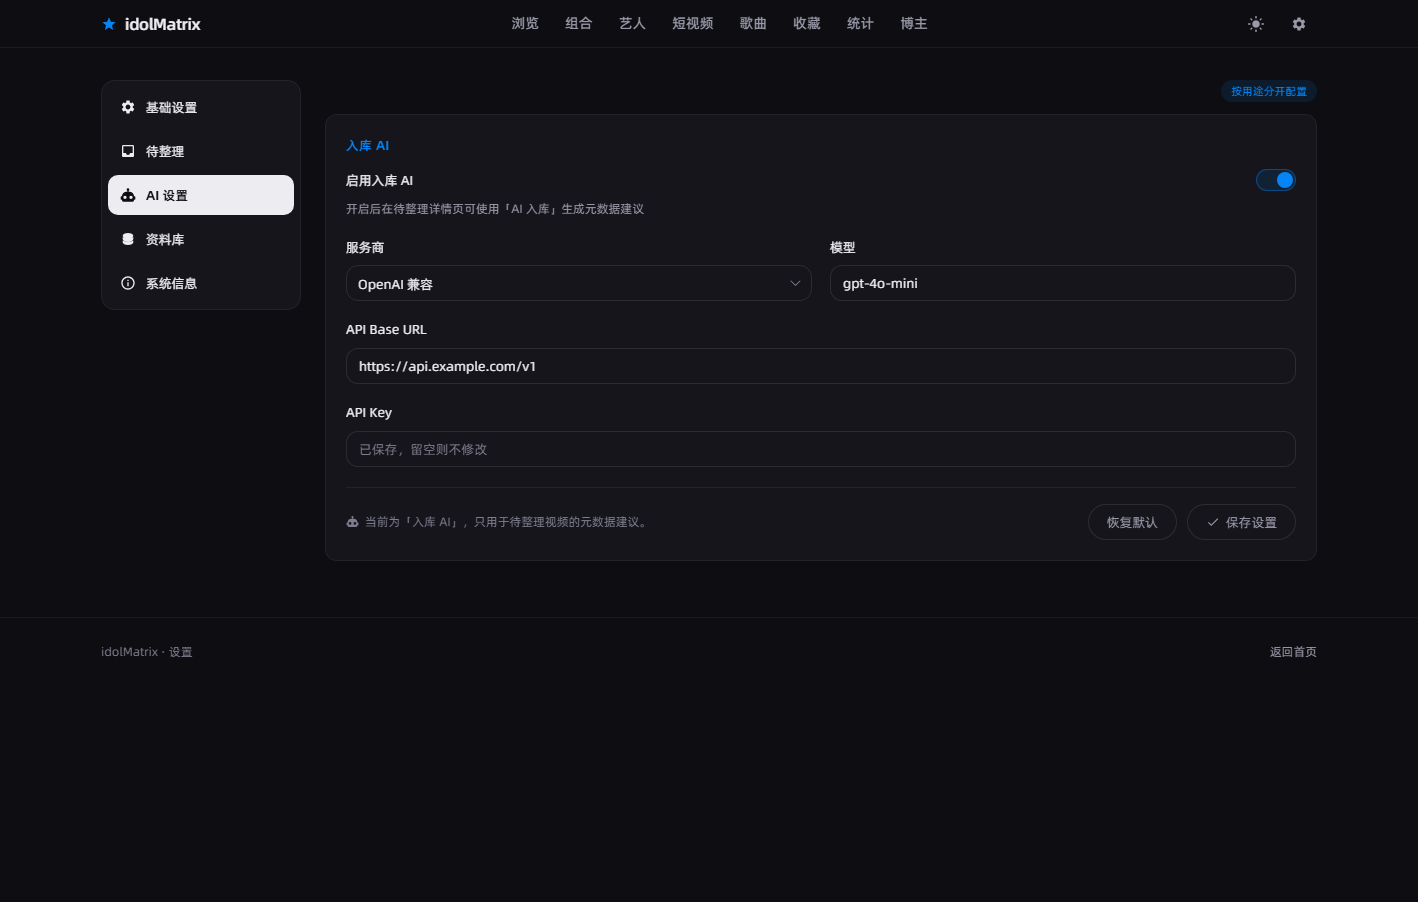 idolMatrix
浏览 组合 艺人 短视频 歌曲 收藏 统计 博主
基础设置
待整理
AI 设置
资料库
系统信息
按用途分开配置
入库 AI
启用入库 AI
开启后在待整理详情页可使用「AI 入库」生成元数据建议
服务商 模型
OpenAI 兼容 gpt-4o-mini
API Base URL
https://api.example.com/v1
API Key
已保存，留空则不修改
当前为「入库 AI」，只用于待整理视频的元数据建议。
恢复默认 保存设置
idolMatrix · 设置 返回首页